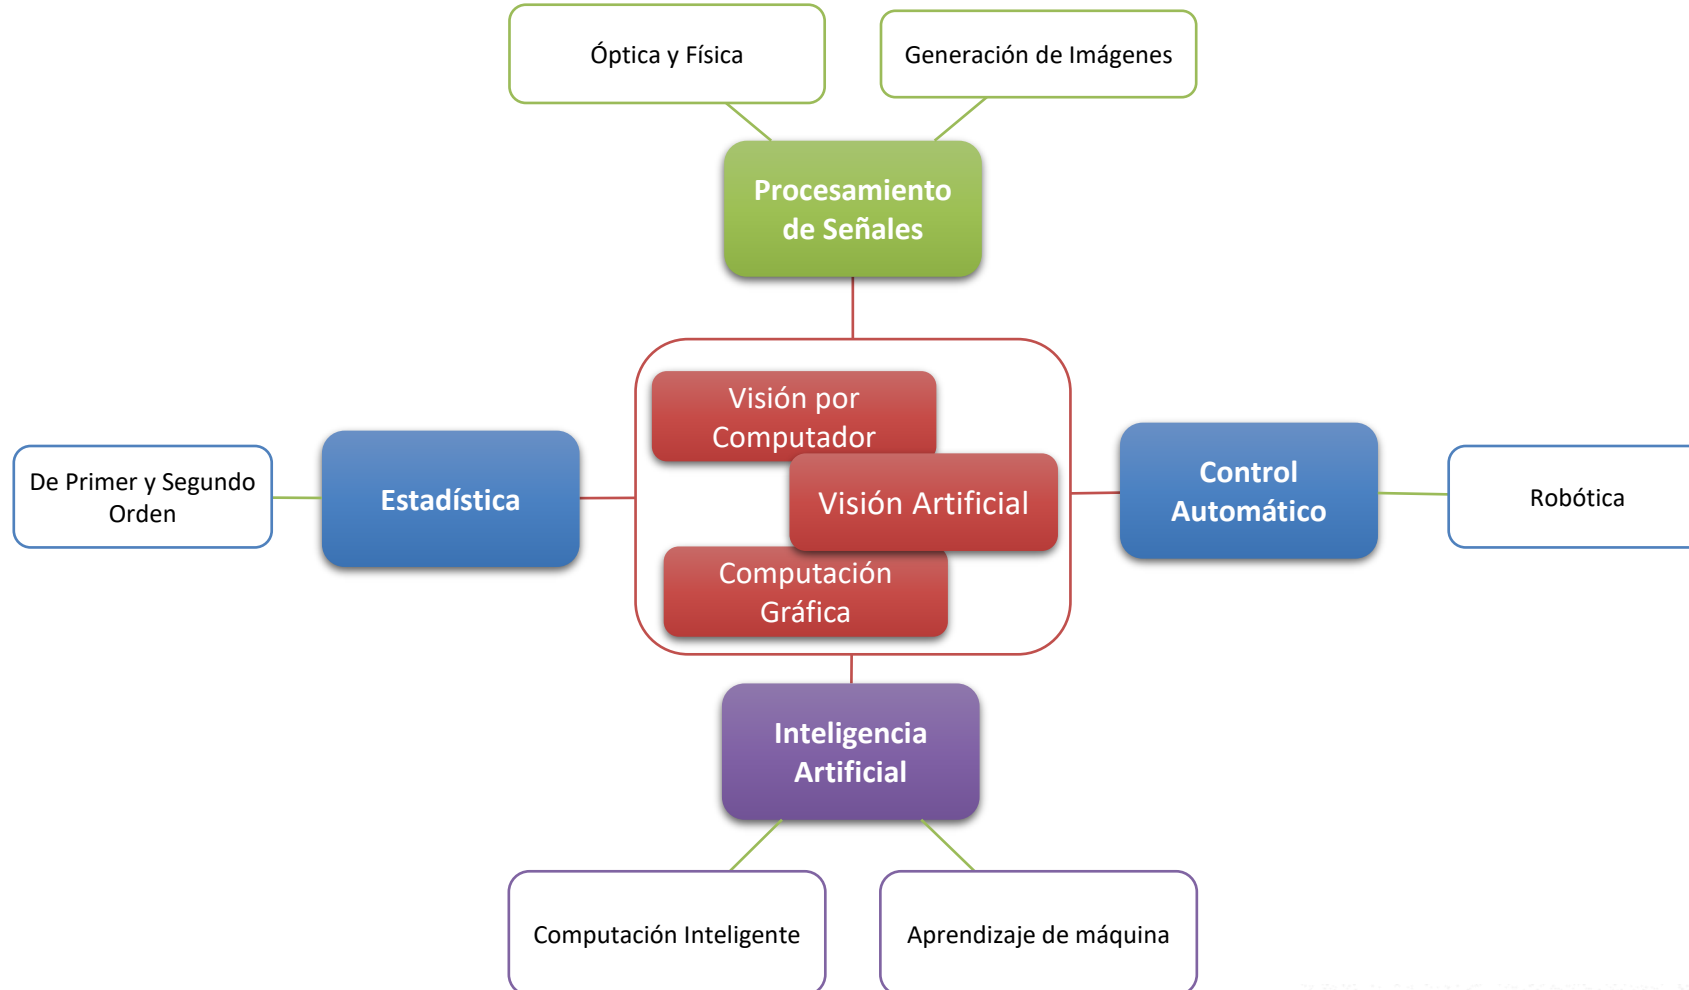 Óptica y Física
Generación de Imágenes
Procesamiento
de Señales
Visión por
Computador
De Primer y Segundo
Orden
Estadística
Visión Artificial
Control
Automático
Robótica
Computación
Gráfica
Inteligencia
Artificial
Computación Inteligente
Aprendizaje de máquina